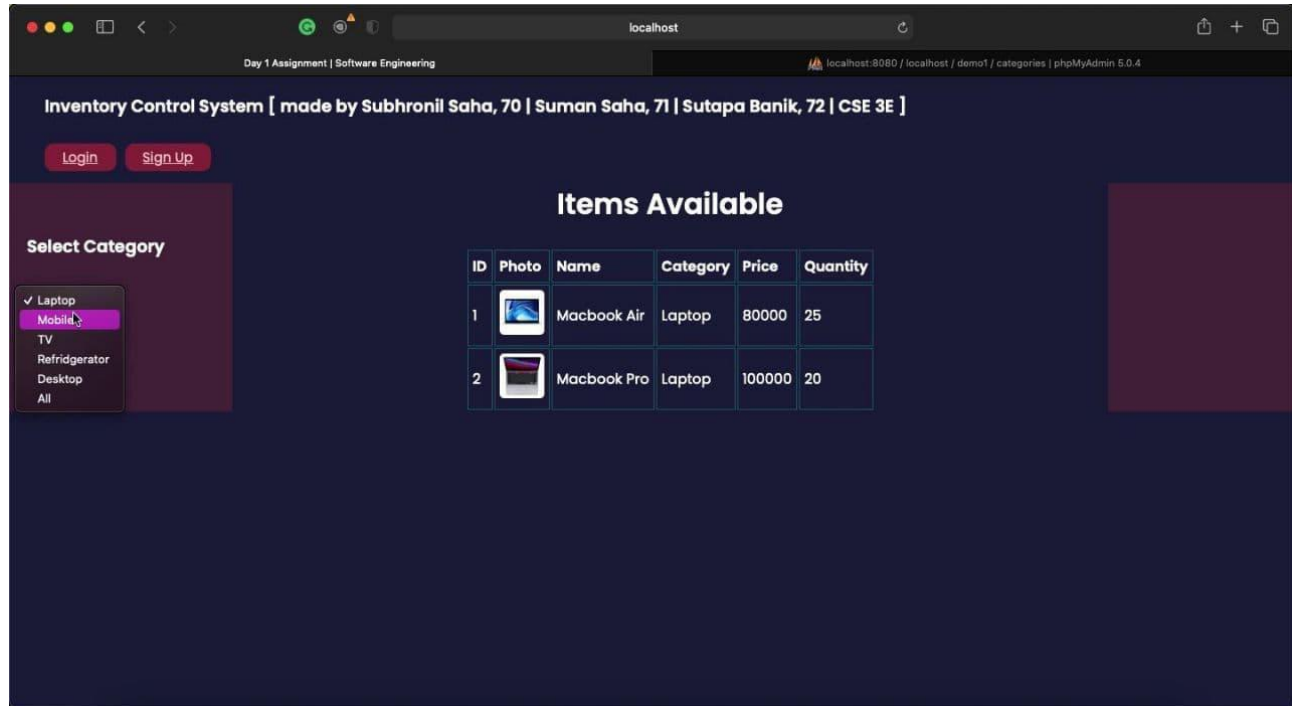 localhost
Day 1 Assignment | Software Engineering
localhost:8080 / localhost / demo1 / categories | phpMyAdmin 5.0.4
Inventory Control System [ made by Subhronil Saha, 70 | Suman Saha, 71 | Sutapa Banik, 72 | CSE 3E ]
Login Sign Up
Items Available
Select Category
✓ Laptop
Mobile
TV
Refridgerator
Desktop
All
ID Photo Name Category Price Quantity
1 Macbook Air Laptop 80000 25
2 Macbook Pro Laptop 100000 20